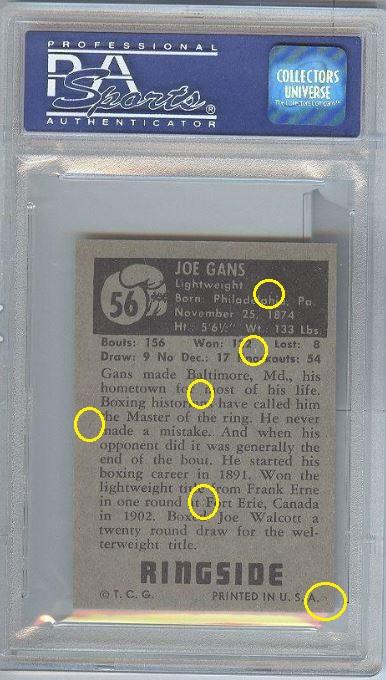 PROFESSIONAL
PSA
Sports
AUTHENTICATOR
COLLECTORS
UNIVERSE
The Collectors Company
56
JOE GANS
Lightweight
Born: Philadelphia, Pa.
November 25, 1874
Ht.: 5'6½" Wt.: 133 Lbs.
Bouts: 156 Won: 122 Lost: 8
Draw: 9 No Dec.: 17 Knockouts: 54
Gans made Baltimore, Md., his
hometown for most of his life.
Boxing historians have called him
the Master of the ring. He never
made a mistake. And when his
opponent did it was generally the
end of the bout. He started his
boxing career in 1891. Won the
lightweight title from Frank Erne
in one round at Fort Erie, Canada
in 1902. Boxed Joe Walcott a
twenty round draw for the wel-
terweight title.
RINGSIDE
© T. C. G. PRINTED IN U. S. A.